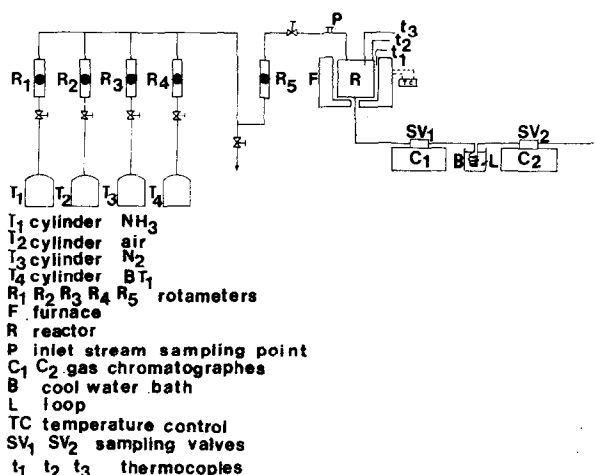 P
t3
t2
t1
R1 R2 R3 R4 R5 F R
TC
SV1 SV2
C1 B L C2
T1 T2 T3 T4
T1 cylinder NH3
T2 cylinder air
T3 cylinder N2
T4 cylinder BT1
R1 R2 R3 R4 R5 rotameters
F furnace
R reactor
P inlet stream sampling point
C1 C2 gas chromatographes
B cool water bath
L loop
TC temperature control
SV1 SV2 sampling valves
t1 t2 t3 thermocoples